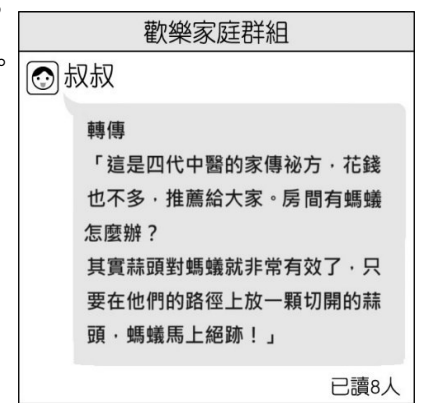 歡樂家庭群組
。
叔叔
轉傳
「這是四代中醫的家傳祕方，花錢
也不多，推薦給大家。房間有螞蟻
怎麼辦？
其實蒜頭對螞蟻就非常有效了，只
要在他們的路徑上放一顆切開的蒜
頭，螞蟻馬上絕跡！」
已讀8人